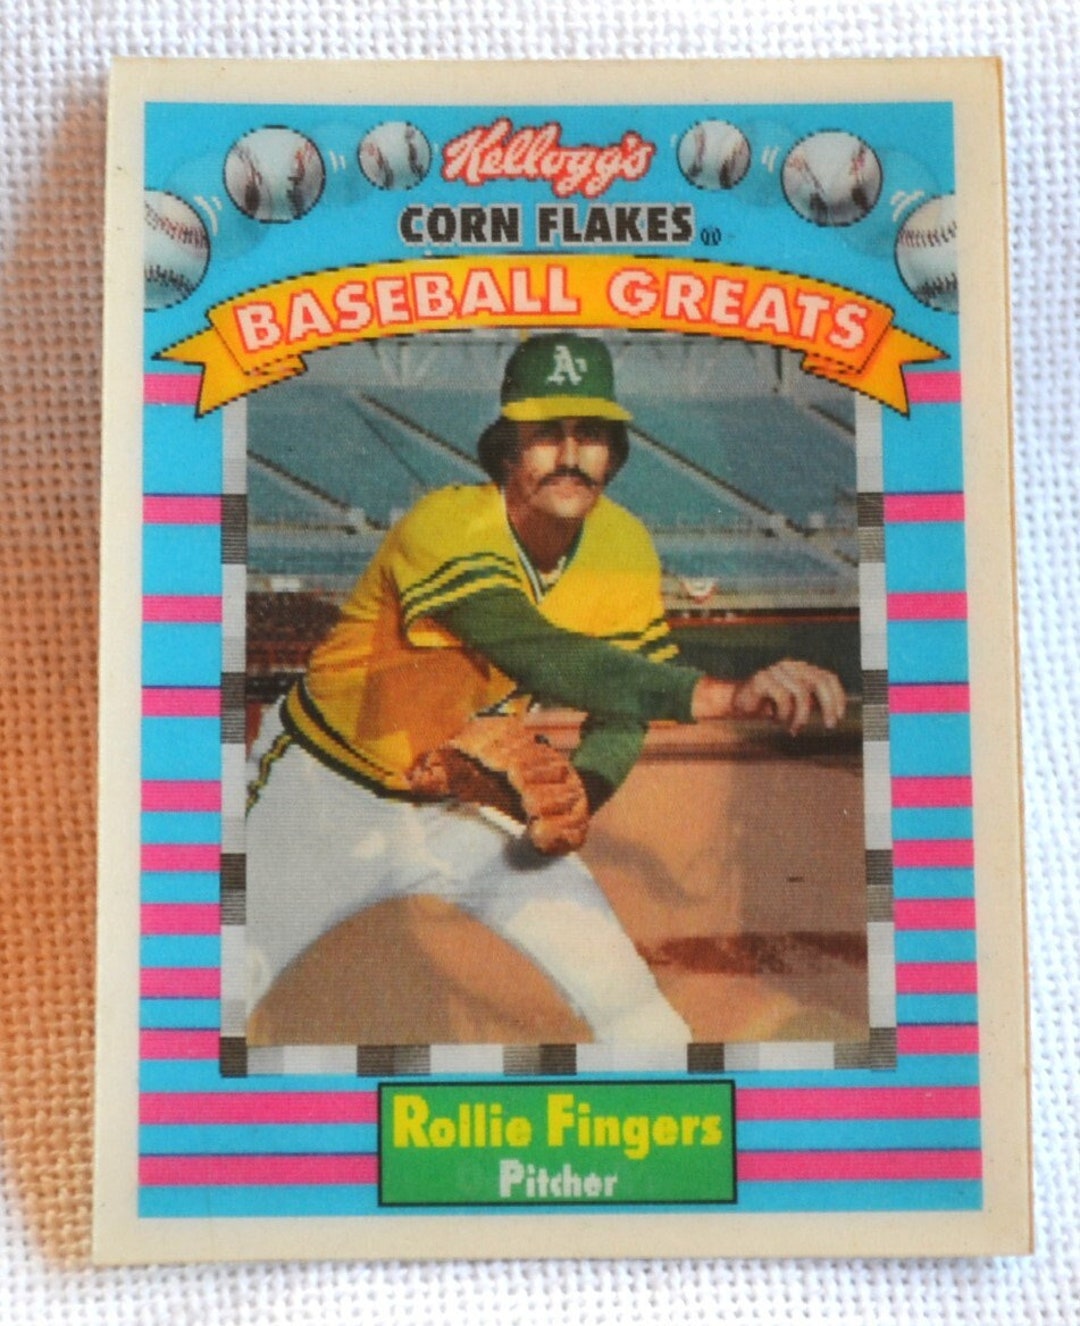 Kellogg's
CORN FLAKES®
BASEBALL GREATS
A's
Rollie Fingers
Pitcher